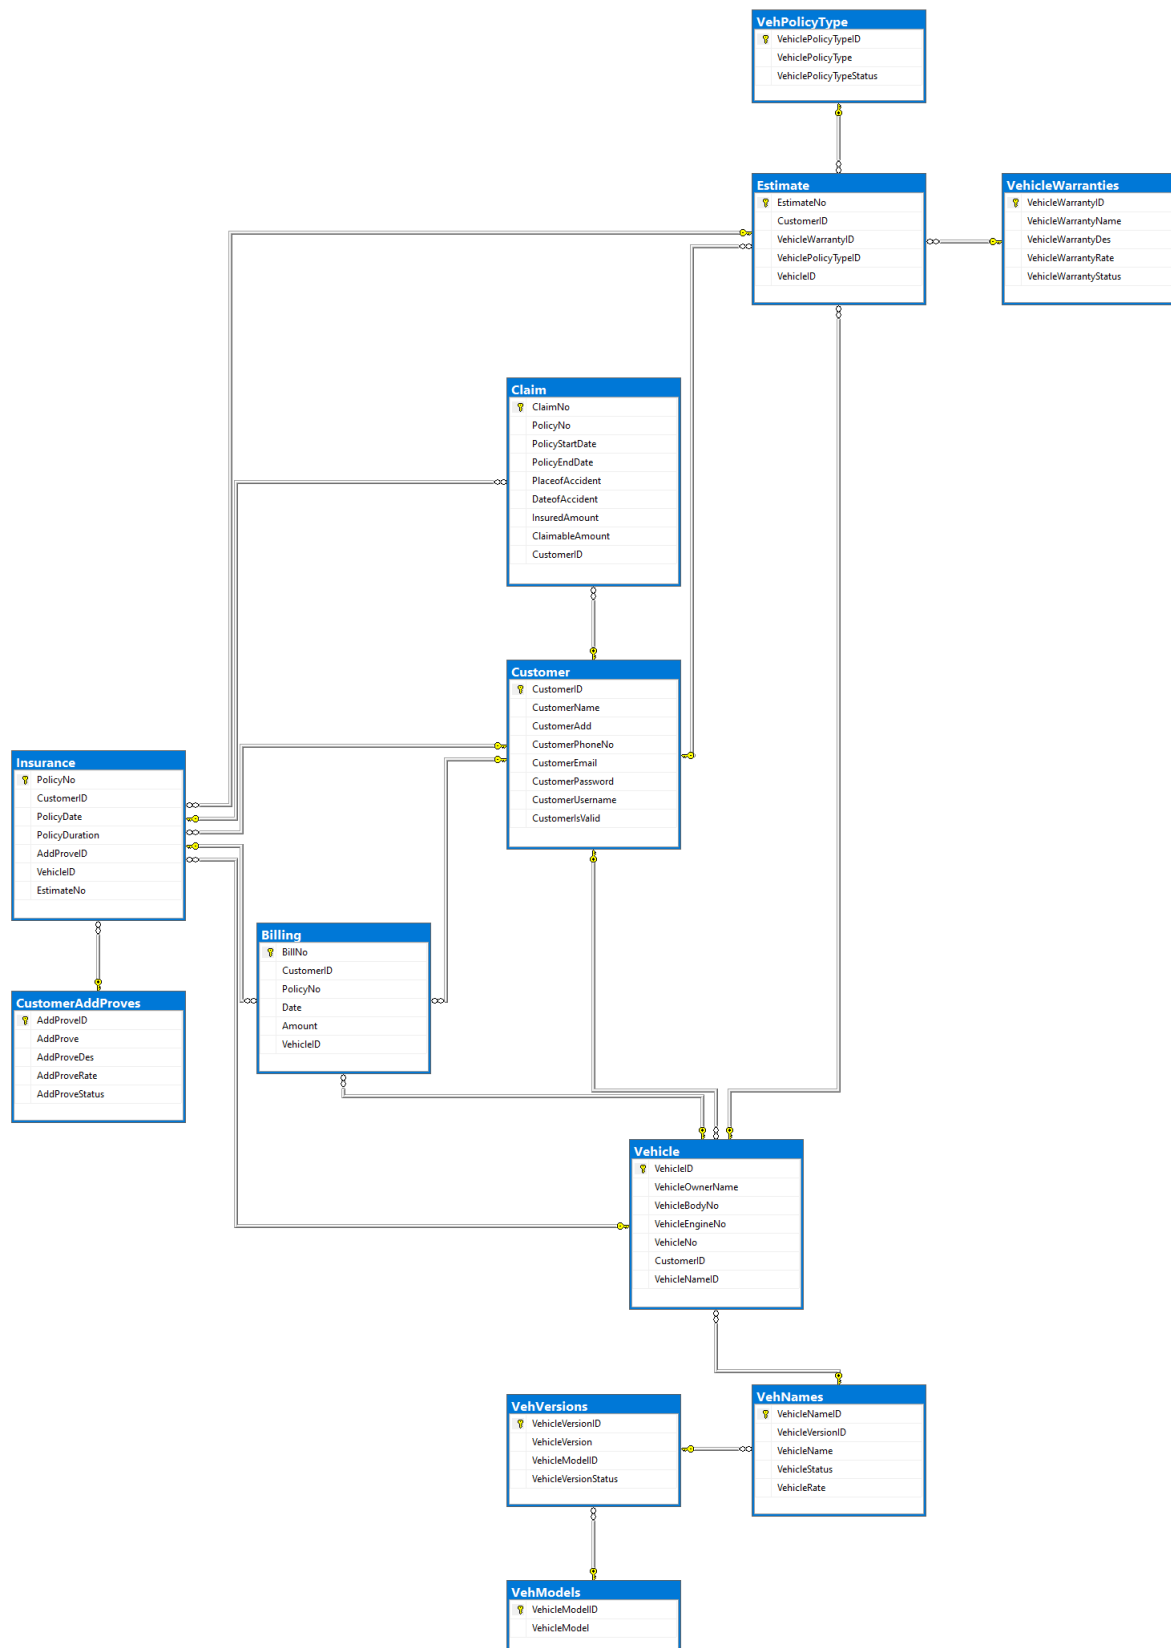 VehPolicyType
VehiclePolicyTypeID
VehiclePolicyType
VehiclePolicyTypeStatus
Estimate
EstimateNo
CustomerID
VehicleWarrantyID
VehiclePolicyTypeID
VehicleID
VehicleWarranties
VehicleWarrantyID
VehicleWarrantyName
VehicleWarrantyDes
VehicleWarrantyRate
VehicleWarrantyStatus
Claim
ClaimNo
PolicyNo
PolicyStartDate
PolicyEndDate
PlaceofAccident
DateofAccident
InsuredAmount
ClaimableAmount
CustomerID
Customer
CustomerID
CustomerName
CustomerAdd
CustomerPhoneNo
CustomerEmail
CustomerPassword
CustomerUsername
CustomerIsValid
Insurance
PolicyNo
CustomerID
PolicyDate
PolicyDuration
AddProveID
VehicleID
EstimateNo
Billing
BillNo
CustomerID
PolicyNo
Date
Amount
VehicleID
CustomerAddProves
AddProveID
AddProve
AddProveDes
AddProveRate
AddProveStatus
Vehicle
VehicleID
VehicleOwnerName
VehicleBodyNo
VehicleEngineNo
VehicleNo
CustomerID
VehicleNameID
VehVersions
VehicleVersionID
VehicleVersion
VehicleModelID
VehicleVersionStatus
VehNames
VehicleNameID
VehicleVersionID
VehicleName
VehicleStatus
VehicleRate
VehModels
VehicleModelID
VehicleModel